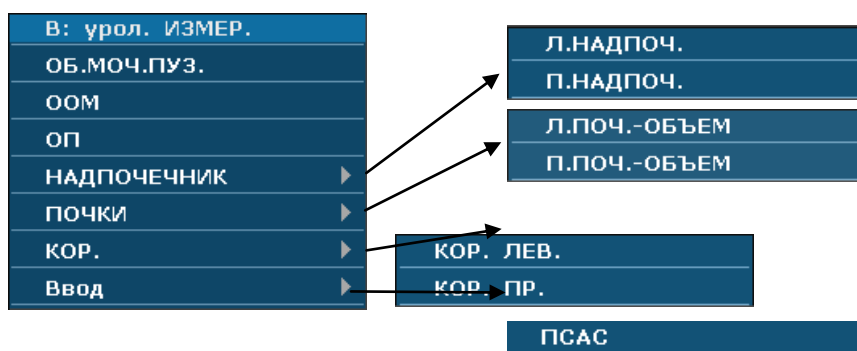 В: урол. ИЗМЕР.
ОБ.МОЧ.ПУЗ.
ООМ
ОП
НАДПОЧЕЧНИК
ПОЧКИ
КОР.
Ввод
Л.НАДПОЧ.
П.НАДПОЧ.
Л.ПОЧ.-ОБЪЕМ
П.ПОЧ.-ОБЪЕМ
КОР. ЛЕВ.
КОР. ПР.
ПСАС